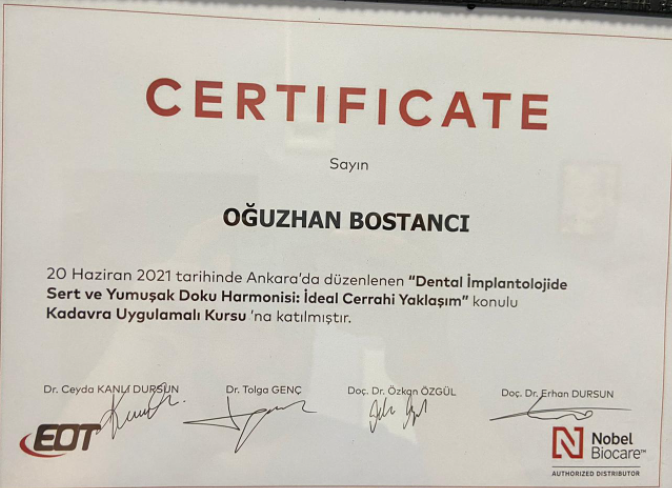 CERTIFICATE
Sayın
OĞUZHAN BOSTANCI
20 Haziran 2021 tarihinde Ankara'da düzenlenen “Dental İmplantolojide
Sert ve Yumuşak Doku Harmonisi: İdeal Cerrahi Yaklaşım” konulu
Kadavra Uygulamalı Kursu 'na katılmıştır.
Dr. Ceyda KANLI DURSUN
Dr. Tolga GENÇ
Doç. Dr. Özkan ÖZGÜL
Doç. Dr. Erhan DURSUN
EOT
N Nobel
Biocare™
AUTHORIZED DISTRIBUTOR